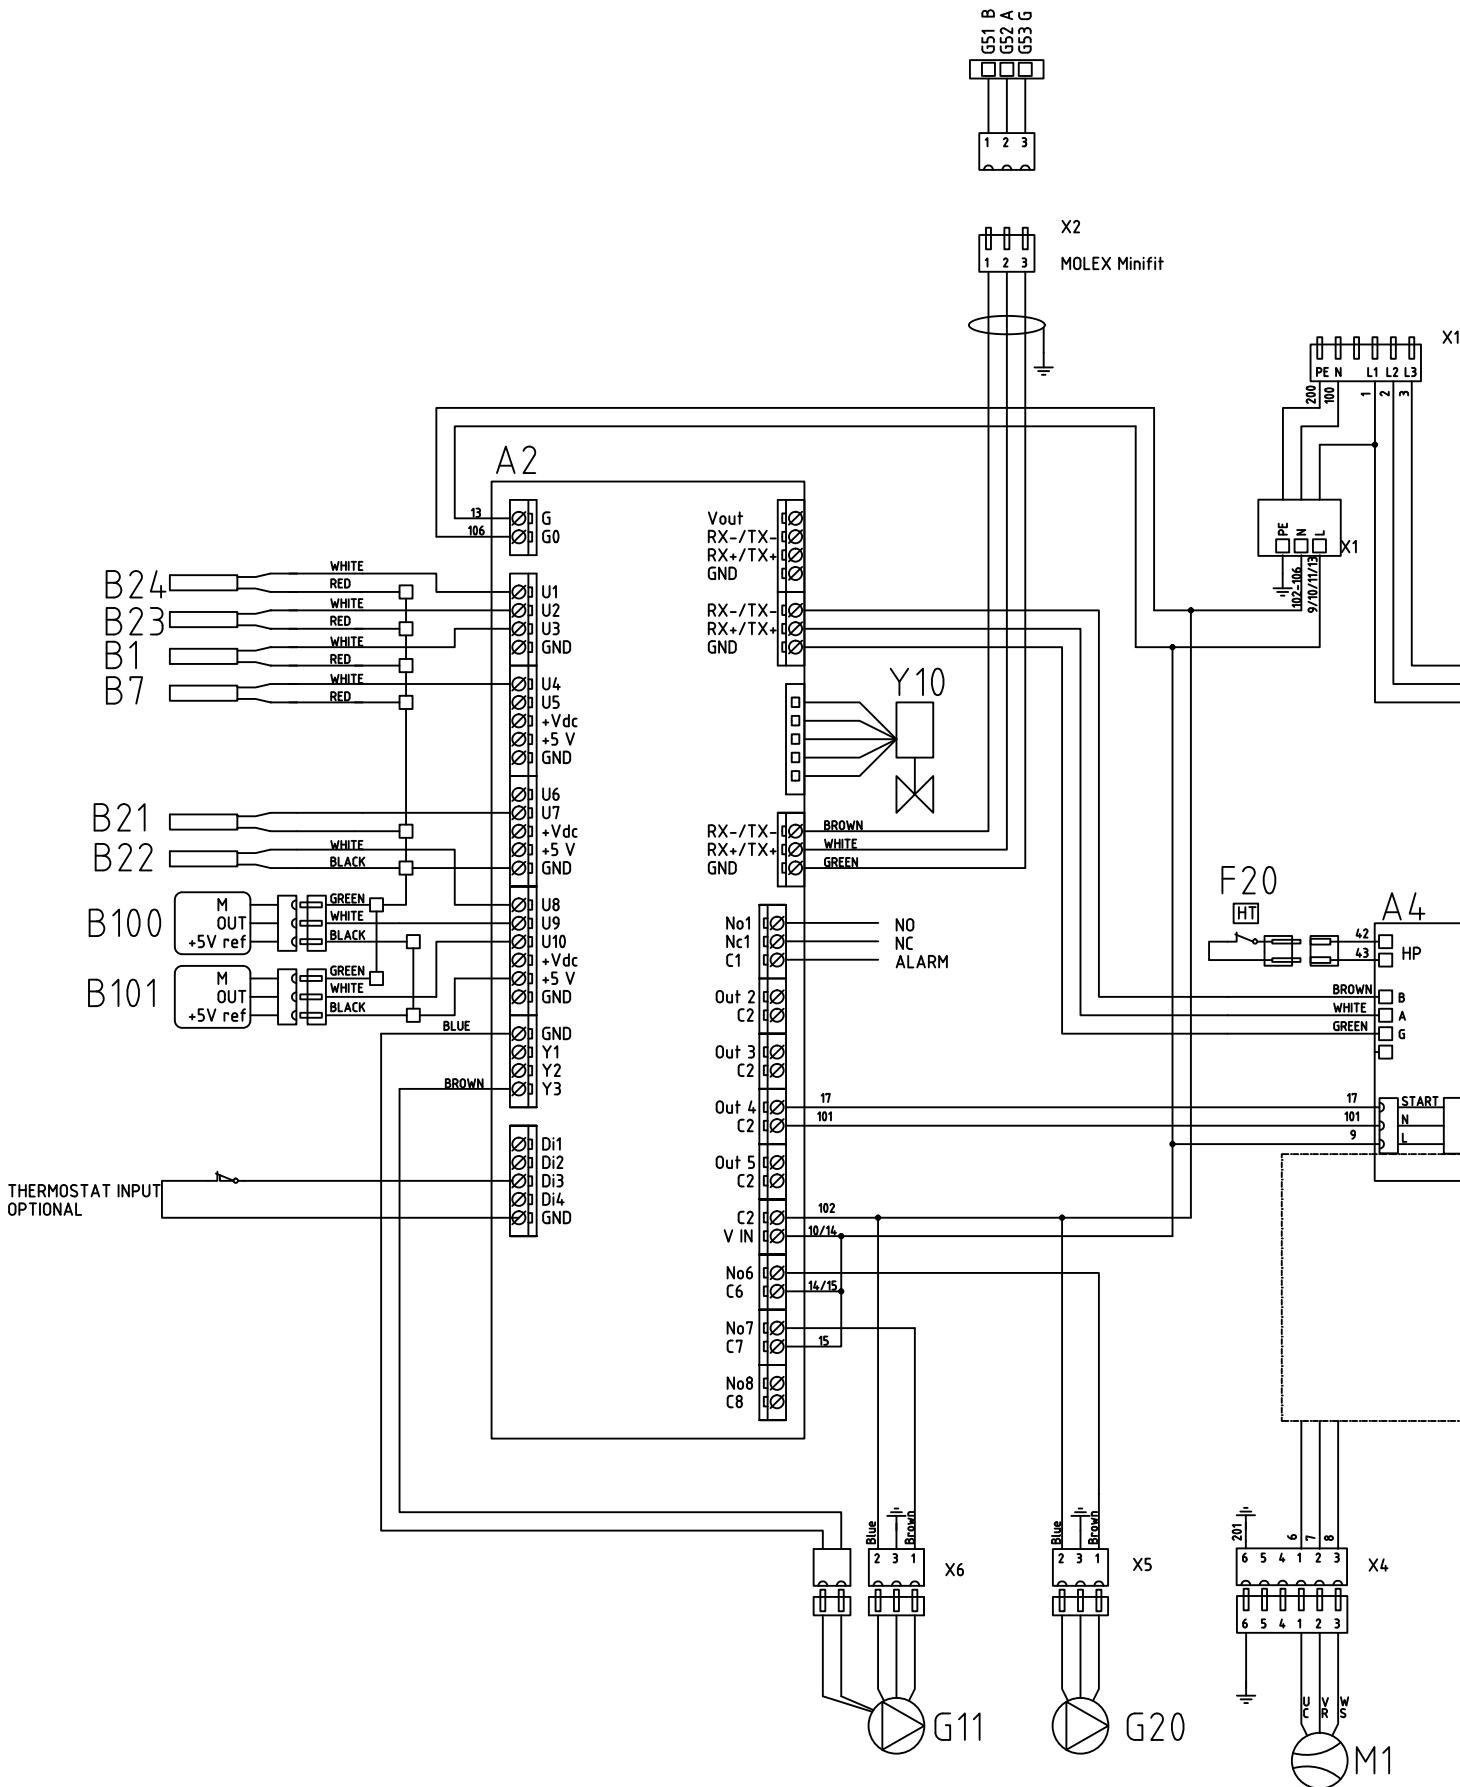 G51 B
G52 A
G53 G
1 2 3
X2
1 2 3
MOLEX Minifit
X1
PE N L1 L2 L3
200
100
1
2
3
A2
13
G
106
G0
Vout
RX-/TX-
RX+/TX+
GND
PE
N
L
X1
102-106
9/10/11/13
B24
WHITE
RED
U1
B23
WHITE
RED
U2
RX-/TX-
B1
WHITE
RED
U3
RX+/TX+
GND
GND
B7
WHITE
RED
U4
U5
+Vdc
+5 V
GND
Y10
B21
U6
U7
+Vdc
RX-/TX-
BROWN
B22
WHITE
BLACK
+5 V
GND
RX+/TX+
WHITE
GND
GREEN
B100
M
OUT
+5V ref
GREEN
WHITE
BLACK
U8
U9
U10
+Vdc
No1
NO
Nc1
NC
C1
ALARM
F20
HT
A4
42
43
HP
B101
M
OUT
+5V ref
GREEN
WHITE
BLACK
+5 V
GND
Out 2
C2
BROWN
B
WHITE
A
GREEN
G
BLUE
GND
Y1
Y2
BROWN
Y3
Out 3
C2
Out 4
17
17
START
C2
101
101
N
9
L
Di1
Di2
Di3
Di4
GND
THERMOSTAT INPUT
OPTIONAL
Out 5
C2
C2
102
V IN
10/14
No6
C6
14/15
No7
C7
15
No8
C8
Blue
Brown
2 3 1
X6
Blue
Brown
2 3 1
X5
201
6
7
8
6 5 4 1 2 3
X4
6 5 4 1 2 3
U
C
V
R
W
S
G11
G20
M1